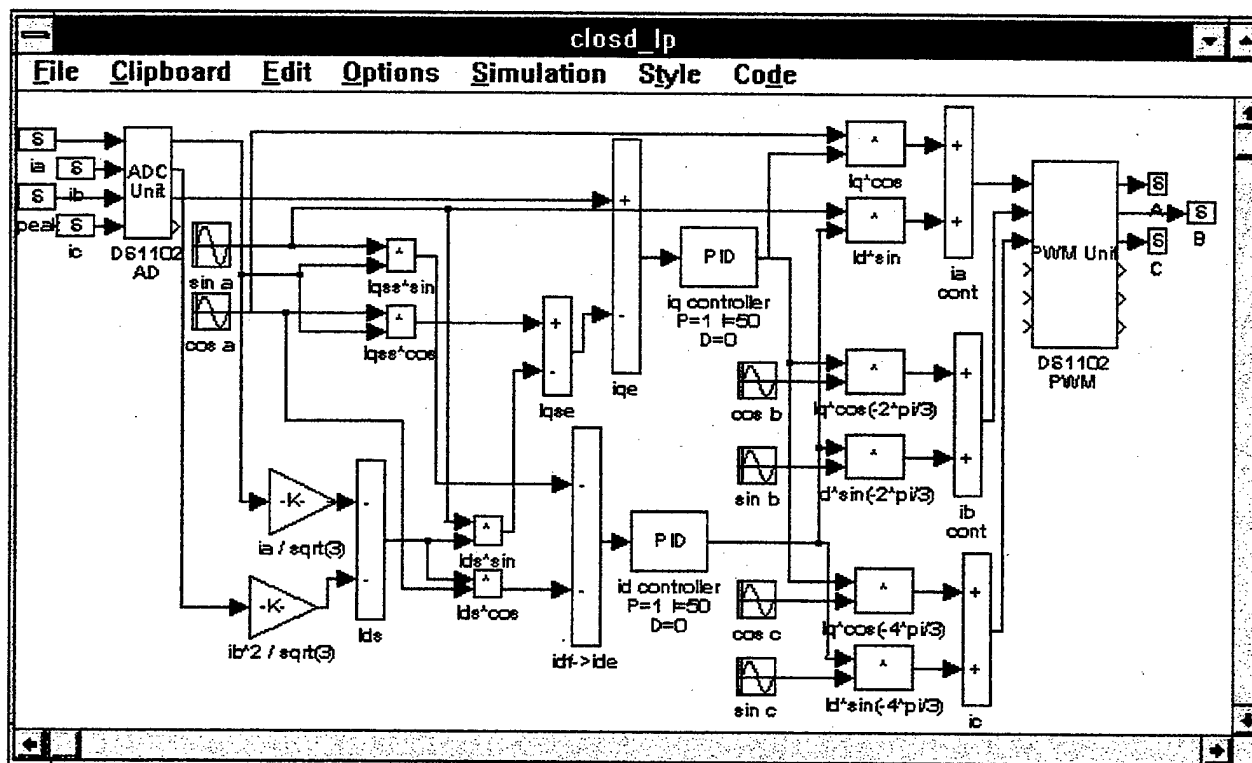 closd_lp
File Clipboard Edit Options Simulation Style Code
S
ia
S
ib
S
peak
S
ic
ADC
Unit
DS1102
AD
sin a
cos a
Iqss*sin
Iqss*cos
+
-
Iqse
+
-
iqe
PID
iq controller
P=1 I=50
D=0
-K-
ia / sqrt(3)
-K-
ib*2 / sqrt(3)
-
-
Ids
*
Ids*sin
*
Ids*cos
-
-
idf->ide
PID
id controller
P=1 I=50
D=0
*
Iq*cos
*
Id*sin
+
+
ia
cont
cos b
*
Iq*cos(-2*pi/3)
sin b
*
d*sin(-2*pi/3)
+
+
ib
cont
cos c
*
Iq*cos(-4*pi/3)
sin c
*
Id*sin(-4*pi/3)
+
+
ic
PWM Unit
DS1102
PWM
S
A
S
B
S
C